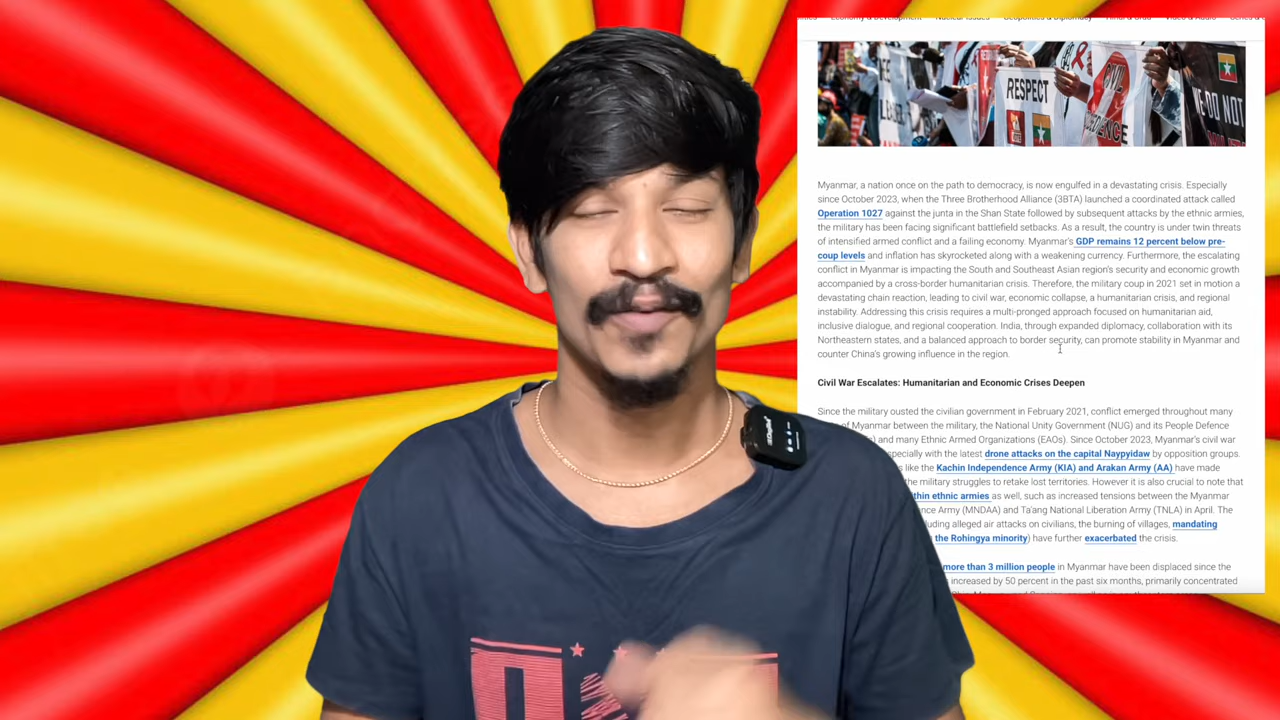 Economy & Development Nuclear Issues Geopolitics & Diplomacy Video & Audio
RESPECT
WE DO NOT
Myanmar, a nation once on the path to democracy, is now engulfed in a devastating crisis. Especially
since October 2023, when the Three Brotherhood Alliance (3BTA) launched a coordinated attack called
Operation 1027 against the junta in the Shan State followed by subsequent attacks by the ethnic armies,
the military has been facing significant battlefield setbacks. As a result, the country is under twin threats
of intensified armed conflict and a failing economy. Myanmar's GDP remains 12 percent below pre-
coup levels and inflation has skyrocketed along with a weakening currency. Furthermore, the escalating
conflict in Myanmar is impacting the South and Southeast Asian region's security and economic growth
accompanied by a cross-border humanitarian crisis. Therefore, the military coup in 2021 set in motion a
devastating chain reaction, leading to civil war, economic collapse, a humanitarian crisis, and regional
instability. Addressing this crisis requires a multi-pronged approach focused on humanitarian aid,
inclusive dialogue, and regional cooperation. India, through expanded diplomacy, collaboration with its
Northeastern states, and a balanced approach to border security, can promote stability in Myanmar and
counter China's growing influence in the region.
Civil War Escalates: Humanitarian and Economic Crises Deepen
Since the military ousted the civilian government in February 2021, conflict emerged throughout many
of Myanmar between the military, the National Unity Government (NUG) and its People Defence
and many Ethnic Armed Organizations (EAOs). Since October 2023, Myanmar's civil war
especially with the latest drone attacks on the capital Naypyidaw by opposition groups.
like the Kachin Independence Army (KIA) and Arakan Army (AA) have made
the military struggles to retake lost territories. However it is also crucial to note that
ethnic armies as well, such as increased tensions between the Myanmar
Army (MNDAA) and Ta'ang National Liberation Army (TNLA) in April. The
alleged air attacks on civilians, the burning of villages, mandating
the Rohingya minority) have further exacerbated the crisis.
more than 3 million people in Myanmar have been displaced since the
increased by 50 percent in the past six months, primarily concentrated